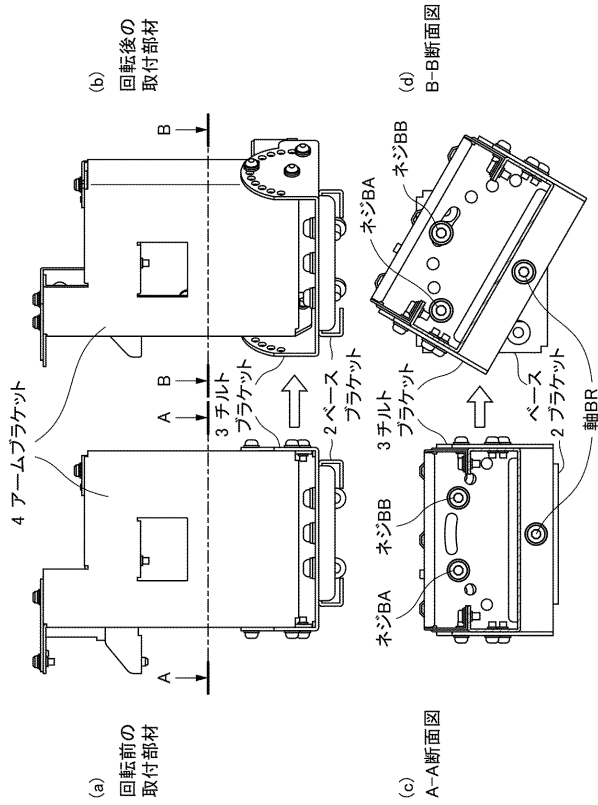 (a)
回転前の
取付部材
(b)
回転後の
取付部材
4 アームブラケット
A
A
B
B
3 チルト
ブラケット
2 ベース
ブラケット
(c)
A-A断面図
(d)
B-B断面図
ネジBA
ネジBB
ネジBA
ネジBB
3 チルト
ブラケット
ベース
2 ブラケット
軸BR